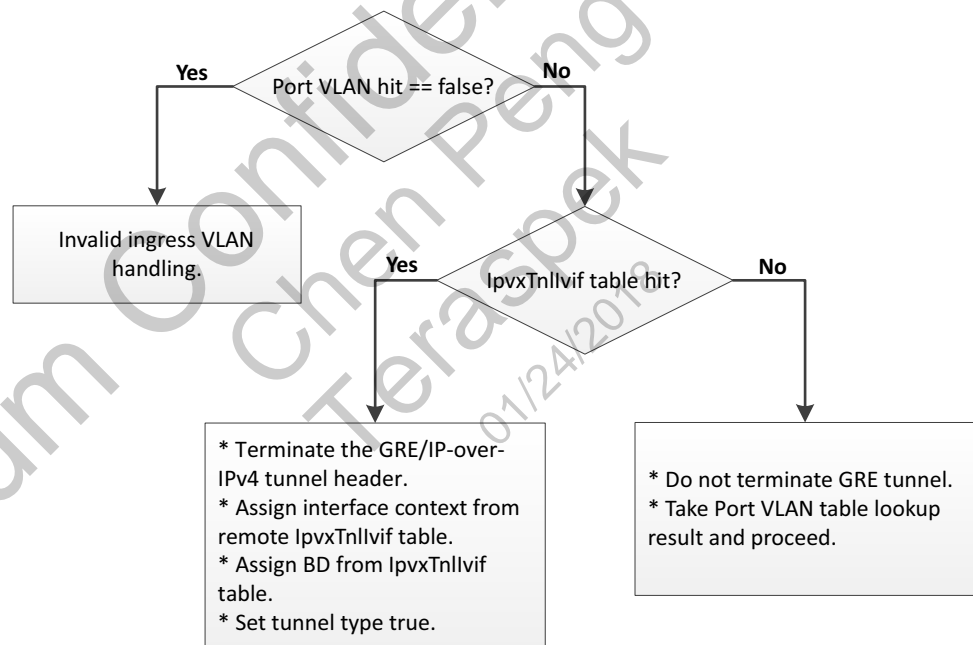 Port VLAN hit == false?
Yes
No
Invalid ingress VLAN
handling.
IpvxTnlIvif table hit?
Yes
No
* Terminate the GRE/IP-over-
IPv4 tunnel header.
* Assign interface context from
remote IpvxTnlIvif table.
* Assign BD from IpvxTnlIvif
table.
* Set tunnel type true.
* Do not terminate GRE tunnel.
* Take Port VLAN table lookup
result and proceed.
Chen Peng
Teraspek
01/24/2018